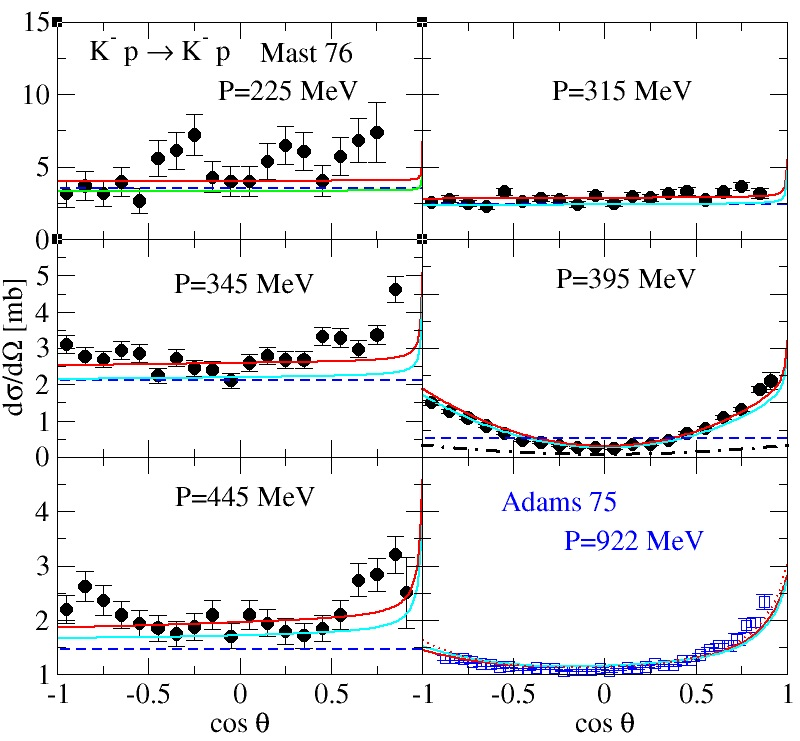 K⁻ p → K⁻ p Mast 76
P=225 MeV
P=315 MeV
15
10
5
0
P=345 MeV
P=395 MeV
5
4
3
2
1
0
dσ/dΩ [mb]
P=445 MeV
Adams 75
P=922 MeV
4
3
2
1
-1 -0.5 0 0.5 -1 -0.5 0 0.5 1
cos θ cos θ